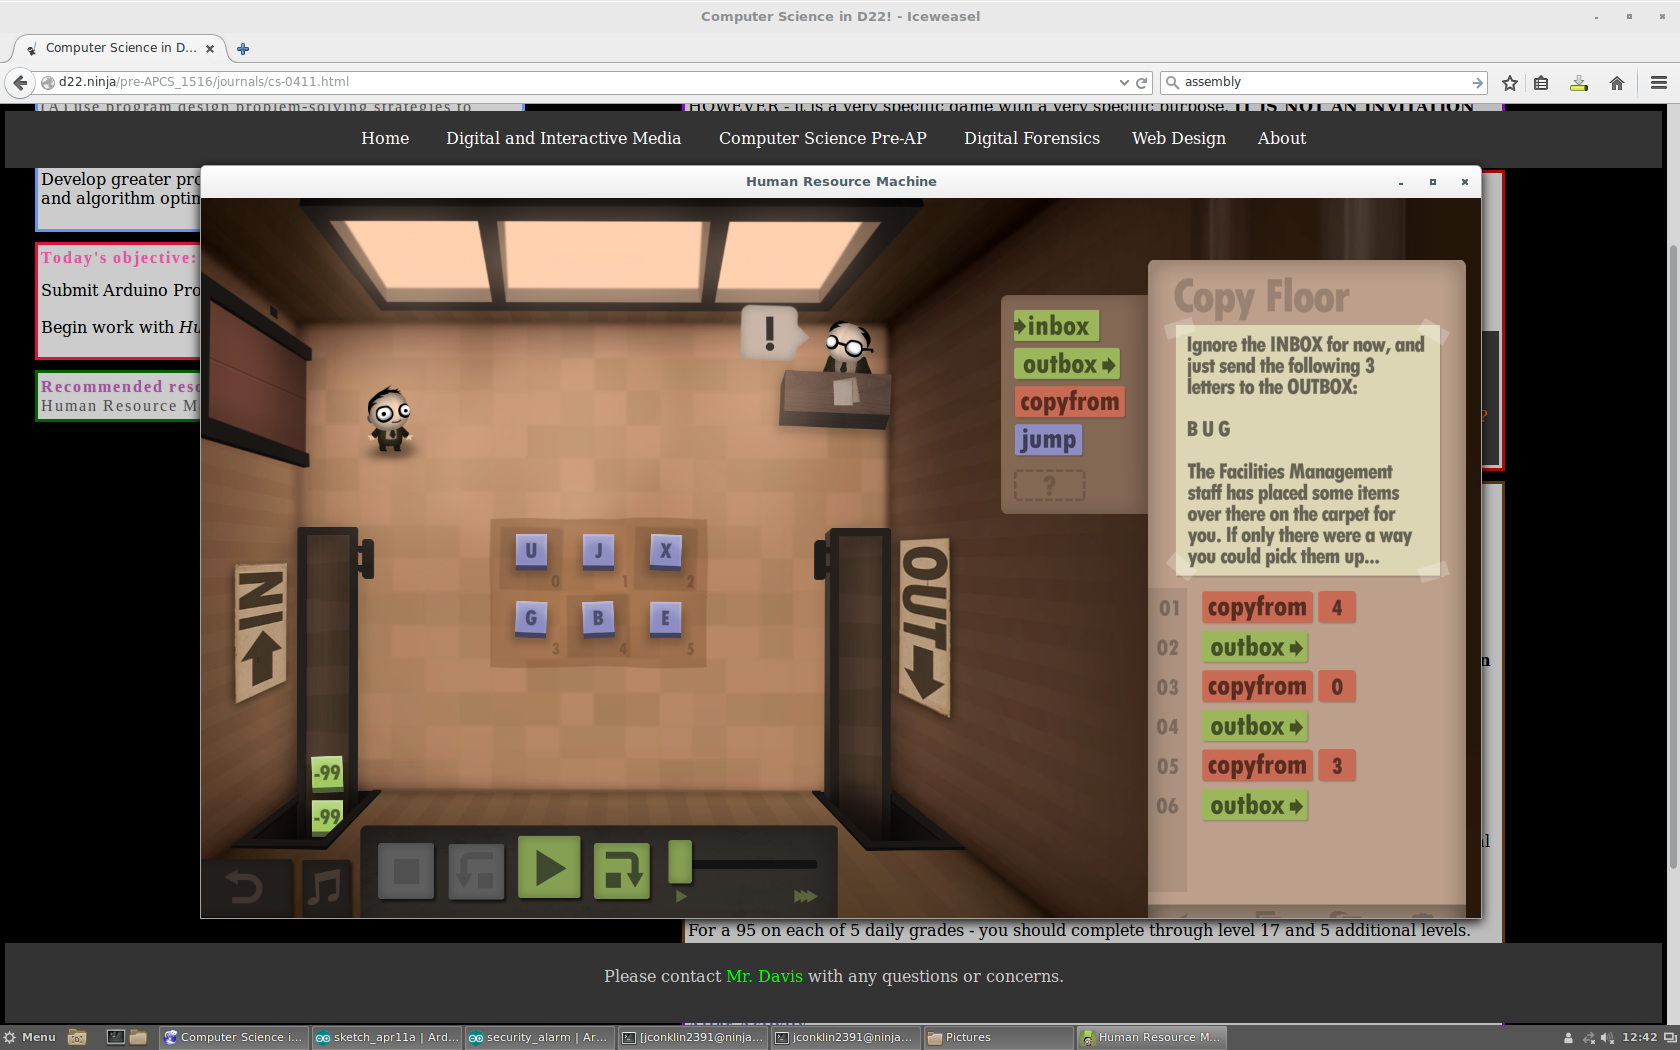 Computer Science in D22! - Iceweasel
Computer Science in D...
d22.ninja/pre-APCS_1516/journals/cs-0411.html
assembly
(A) use program design problem-solving strategies to
HOWEVER - it is a very specific game with a very specific purpose. IT IS NOT AN INVITATION
Home Digital and Interactive Media Computer Science Pre-AP Digital Forensics Web Design About
Develop greater pro
and algorithm optim
Today's objective:
Submit Arduino Pro
Begin work with Hu
Recommended reso
Human Resource M
Human Resource Machine
!
inbox
outbox
copyfrom
jump
?
Copy Floor
Ignore the INBOX for now, and
just send the following 3
letters to the OUTBOX:
B U G
The Facilities Management
staff has placed some items
over there on the carpet for
you. If only there were a way
you could pick them up...
U J X
0 1 2
G B E
3 4 5
IN
OUT
-99
-99
01 copyfrom 4
02 outbox
03 copyfrom 0
04 outbox
05 copyfrom 3
06 outbox
?
n
al
For a 95 on each of 5 daily grades - you should complete through level 17 and 5 additional levels.
Please contact Mr. Davis with any questions or concerns.
Menu
Computer Science i...
sketch_apr11a | Ard...
security_alarm | Ar...
[jconklin2391@ninja...
jconklin2391@ninja...
Pictures
Human Resource M...
12:42